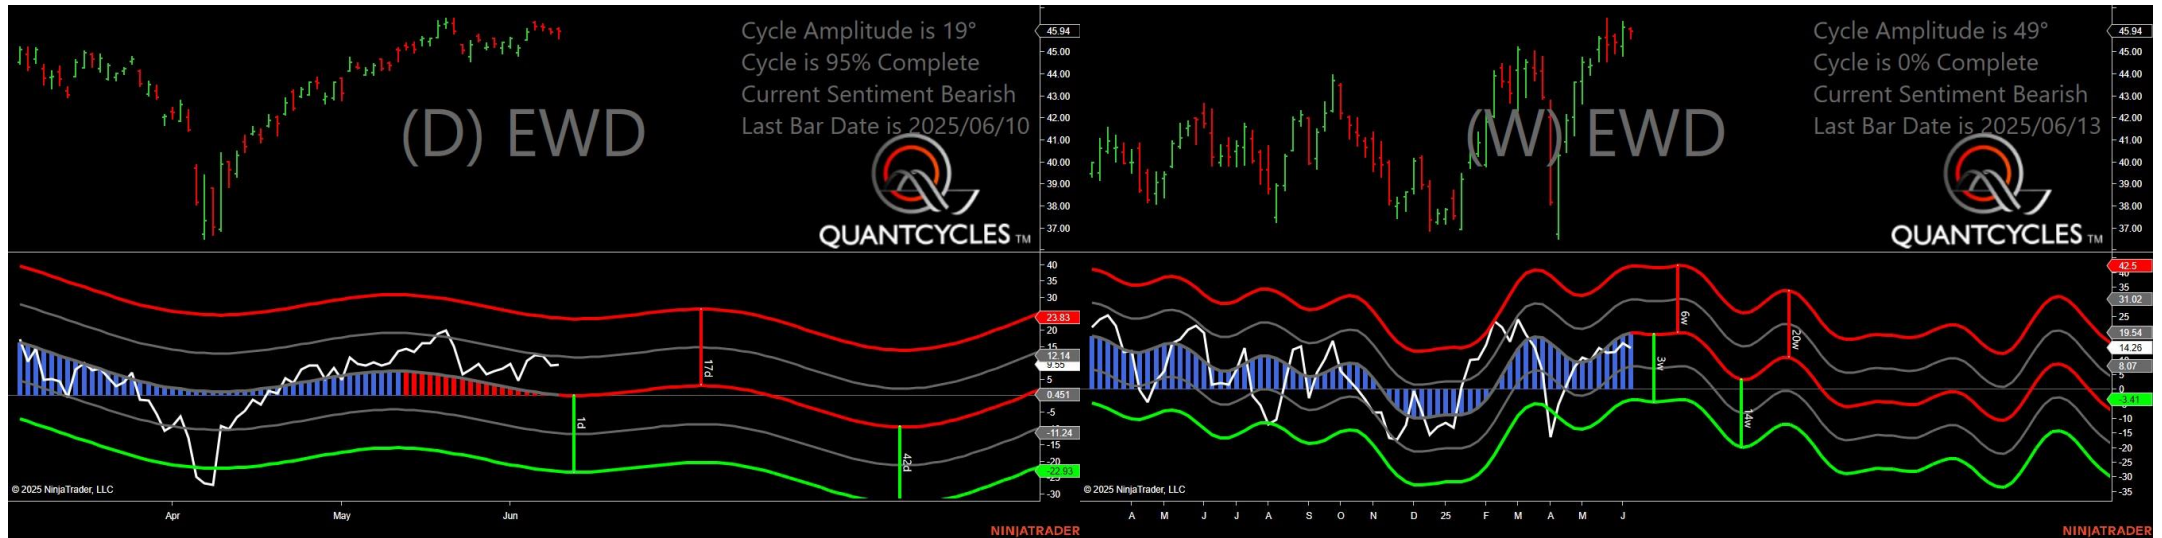 Cycle Amplitude is 19°
Cycle is 95% Complete
Current Sentiment Bearish
Last Bar Date is 2025/06/10
(D) EWD
QUANTCYCLES TM
45.94
45.00
44.00
43.00
42.00
41.00
40.00
39.00
38.00
37.00
40
35
30
23.83
20
15
12.14
9.55
5
0.451
-5
-11.24
-15
-20
-22.93
-30
17d
1d
42d
© 2025 NinjaTrader, LLC
Apr
May
Jun
NINJATRADER
Cycle Amplitude is 49°
Cycle is 0% Complete
Current Sentiment Bearish
Last Bar Date is 2025/06/13
(W) EWD
QUANTCYCLES TM
45.94
45.00
44.00
43.00
42.00
41.00
40.00
39.00
38.00
37.00
42.5
35
31.02
25
19.54
14.26
8.07
5
0
-3.41
-10
-15
-20
-25
-30
-35
6w
20w
3w
14w
© 2025 NinjaTrader, LLC
A M J J A S O N D 25 F M A M J
NINJATRADER